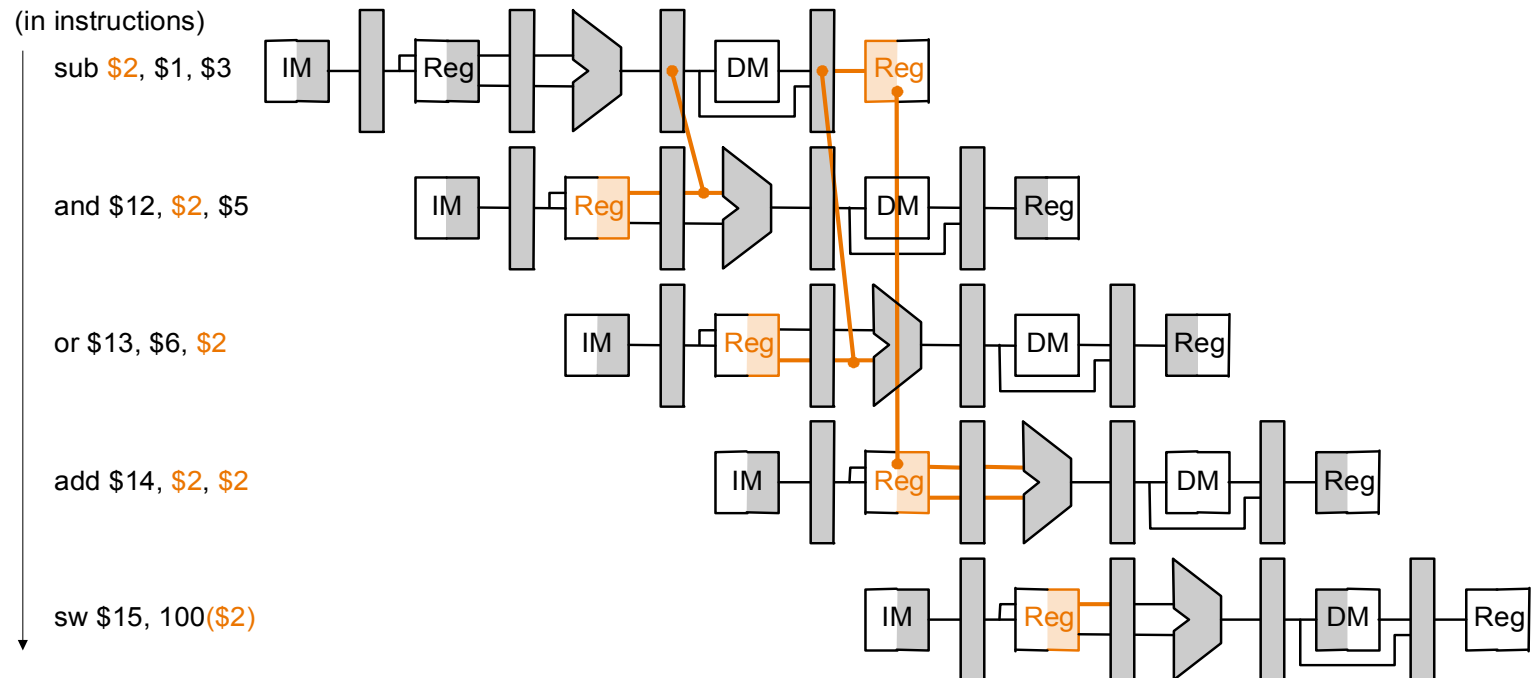 (in instructions)
sub $2, $1, $3
IM Reg DM Reg
and $12, $2, $5
IM Reg DM Reg
or $13, $6, $2
IM Reg DM Reg
add $14, $2, $2
IM Reg DM Reg
sw $15, 100($2)
IM Reg DM Reg